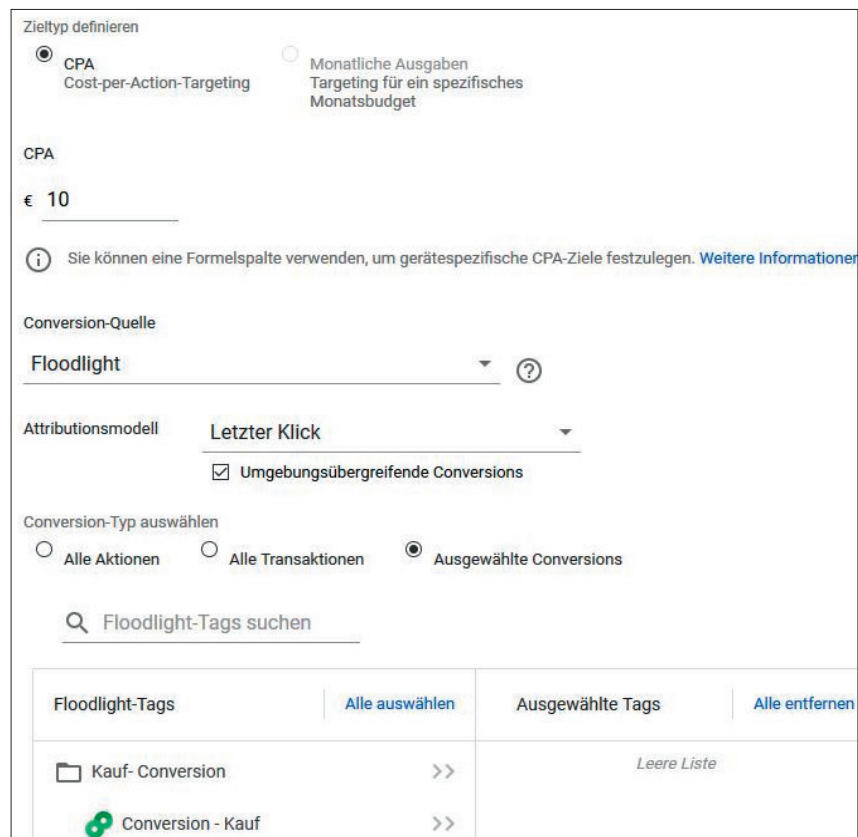 Zieltyp definieren
CPA
Cost-per-Action-Targeting
Monatliche Ausgaben
Targeting für ein spezifisches
Monatsbudget
CPA
€ 10
Sie können eine Formelspalte verwenden, um gerätespezifische CPA-Ziele festzulegen. Weitere Informationen
Conversion-Quelle
Floodlight
Attributionsmodell Letzter Klick
Umgebungsübergreifende Conversions
Conversion-Typ auswählen
Alle Aktionen Alle Transaktionen Ausgewählte Conversions
Floodlight-Tags suchen
Floodlight-Tags Alle auswählen Ausgewählte Tags Alle entfernen
Kauf- Conversion >> Leere Liste
Conversion - Kauf >>